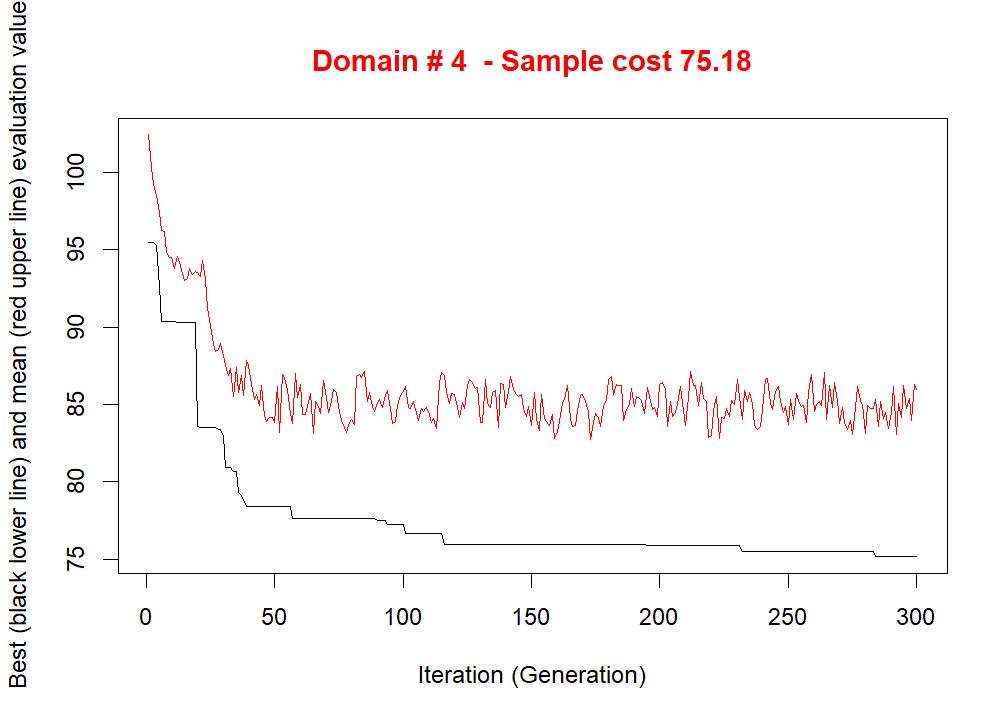 Domain # 4  - Sample cost 75.18
Best (black lower line) and mean (red upper line) evaluation value
100
95
90
85
80
75
0 50 100 150 200 250 300
Iteration (Generation)